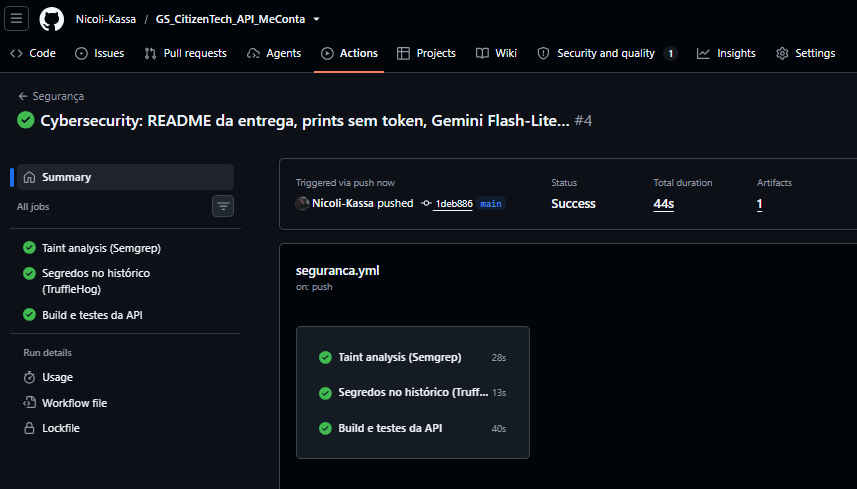 Nicoli-Kassa / GS_CitizenTech_API_MeConta
Code Issues Pull requests Agents Actions Projects Wiki Security and quality 1 Insights Settings
← Segurança
Cybersecurity: README da entrega, prints sem token, Gemini Flash-Lite... #4
Summary
All jobs
Taint analysis (Semgrep)
Segredos no histórico
(TruffleHog)
Build e testes da API
Run details
Usage
Workflow file
Lockfile
Triggered via push now
Nicoli-Kassa pushed 1deb886 main
Status
Success
Total duration
44s
Artifacts
1
seguranca.yml
on: push
Taint analysis (Semgrep) 28s
Segredos no histórico (Truff... 13s
Build e testes da API 40s